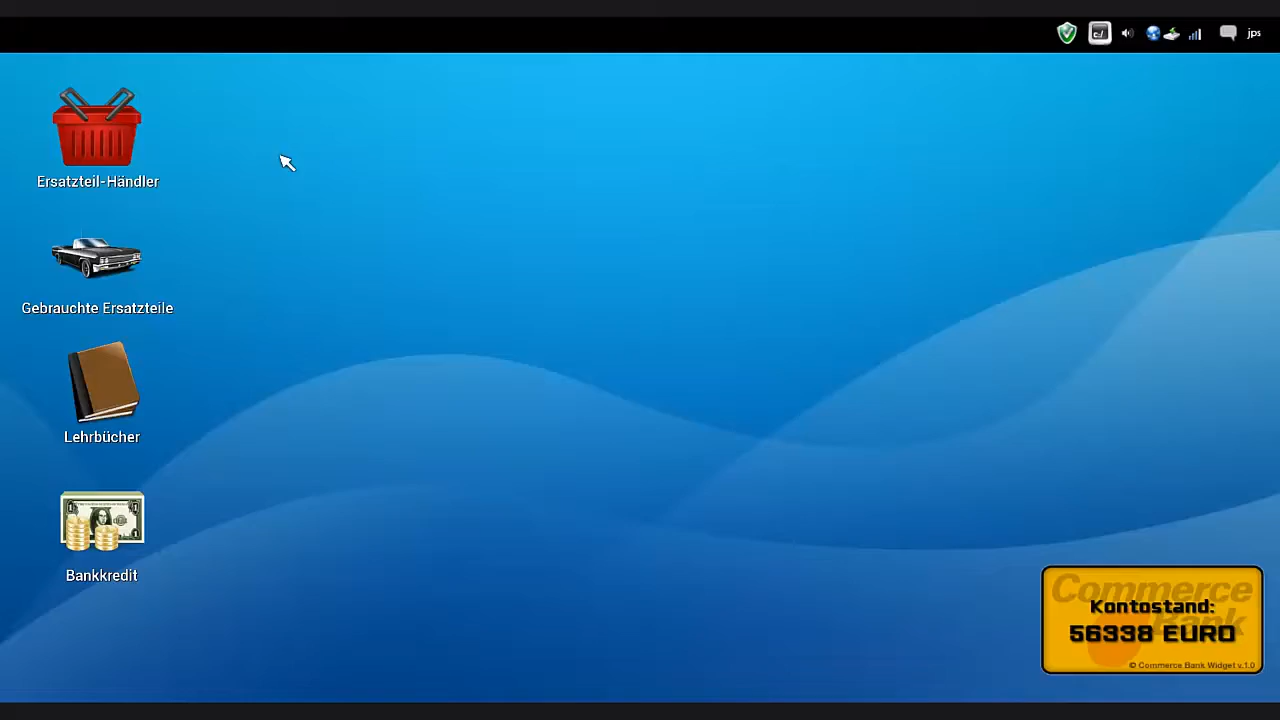 jps
Ersatzteil-Händler
Gebrauchte Ersatzteile
Lehrbücher
Bankkredit
Commerce
Bank
Kontostand:
56338 EURO
© Commerce Bank Widget v.1.0